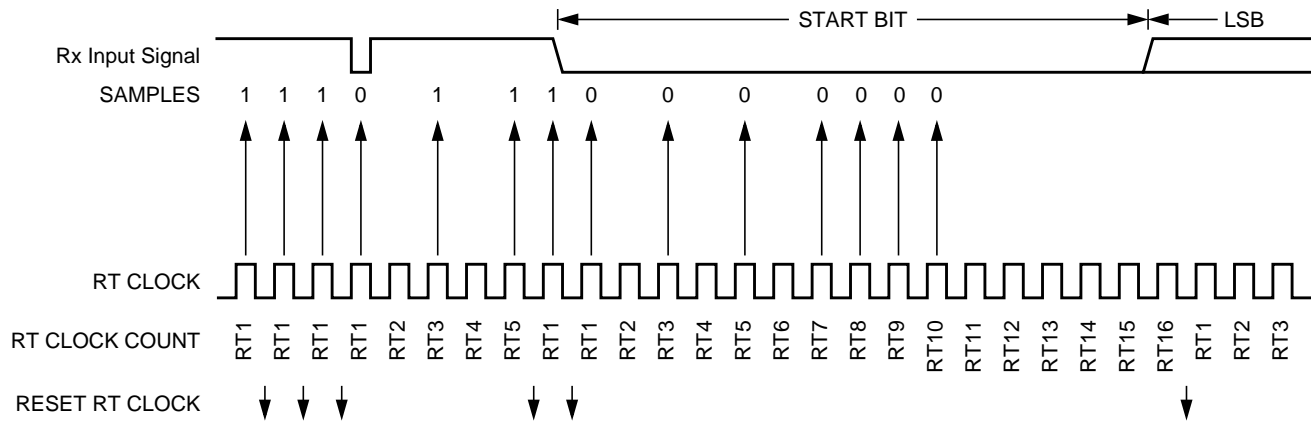 START BIT LSB
Rx Input Signal
SAMPLES 1 1 1 0 1 1 1 0 0 0 0 0 0 0
RT CLOCK
RT CLOCK COUNT RT1 RT1 RT1 RT1 RT2 RT3 RT4 RT5 RT1 RT1 RT2 RT3 RT4 RT5 RT6 RT7 RT8 RT9 RT10 RT11 RT12 RT13 RT14 RT15 RT16 RT1 RT2 RT3
RESET RT CLOCK